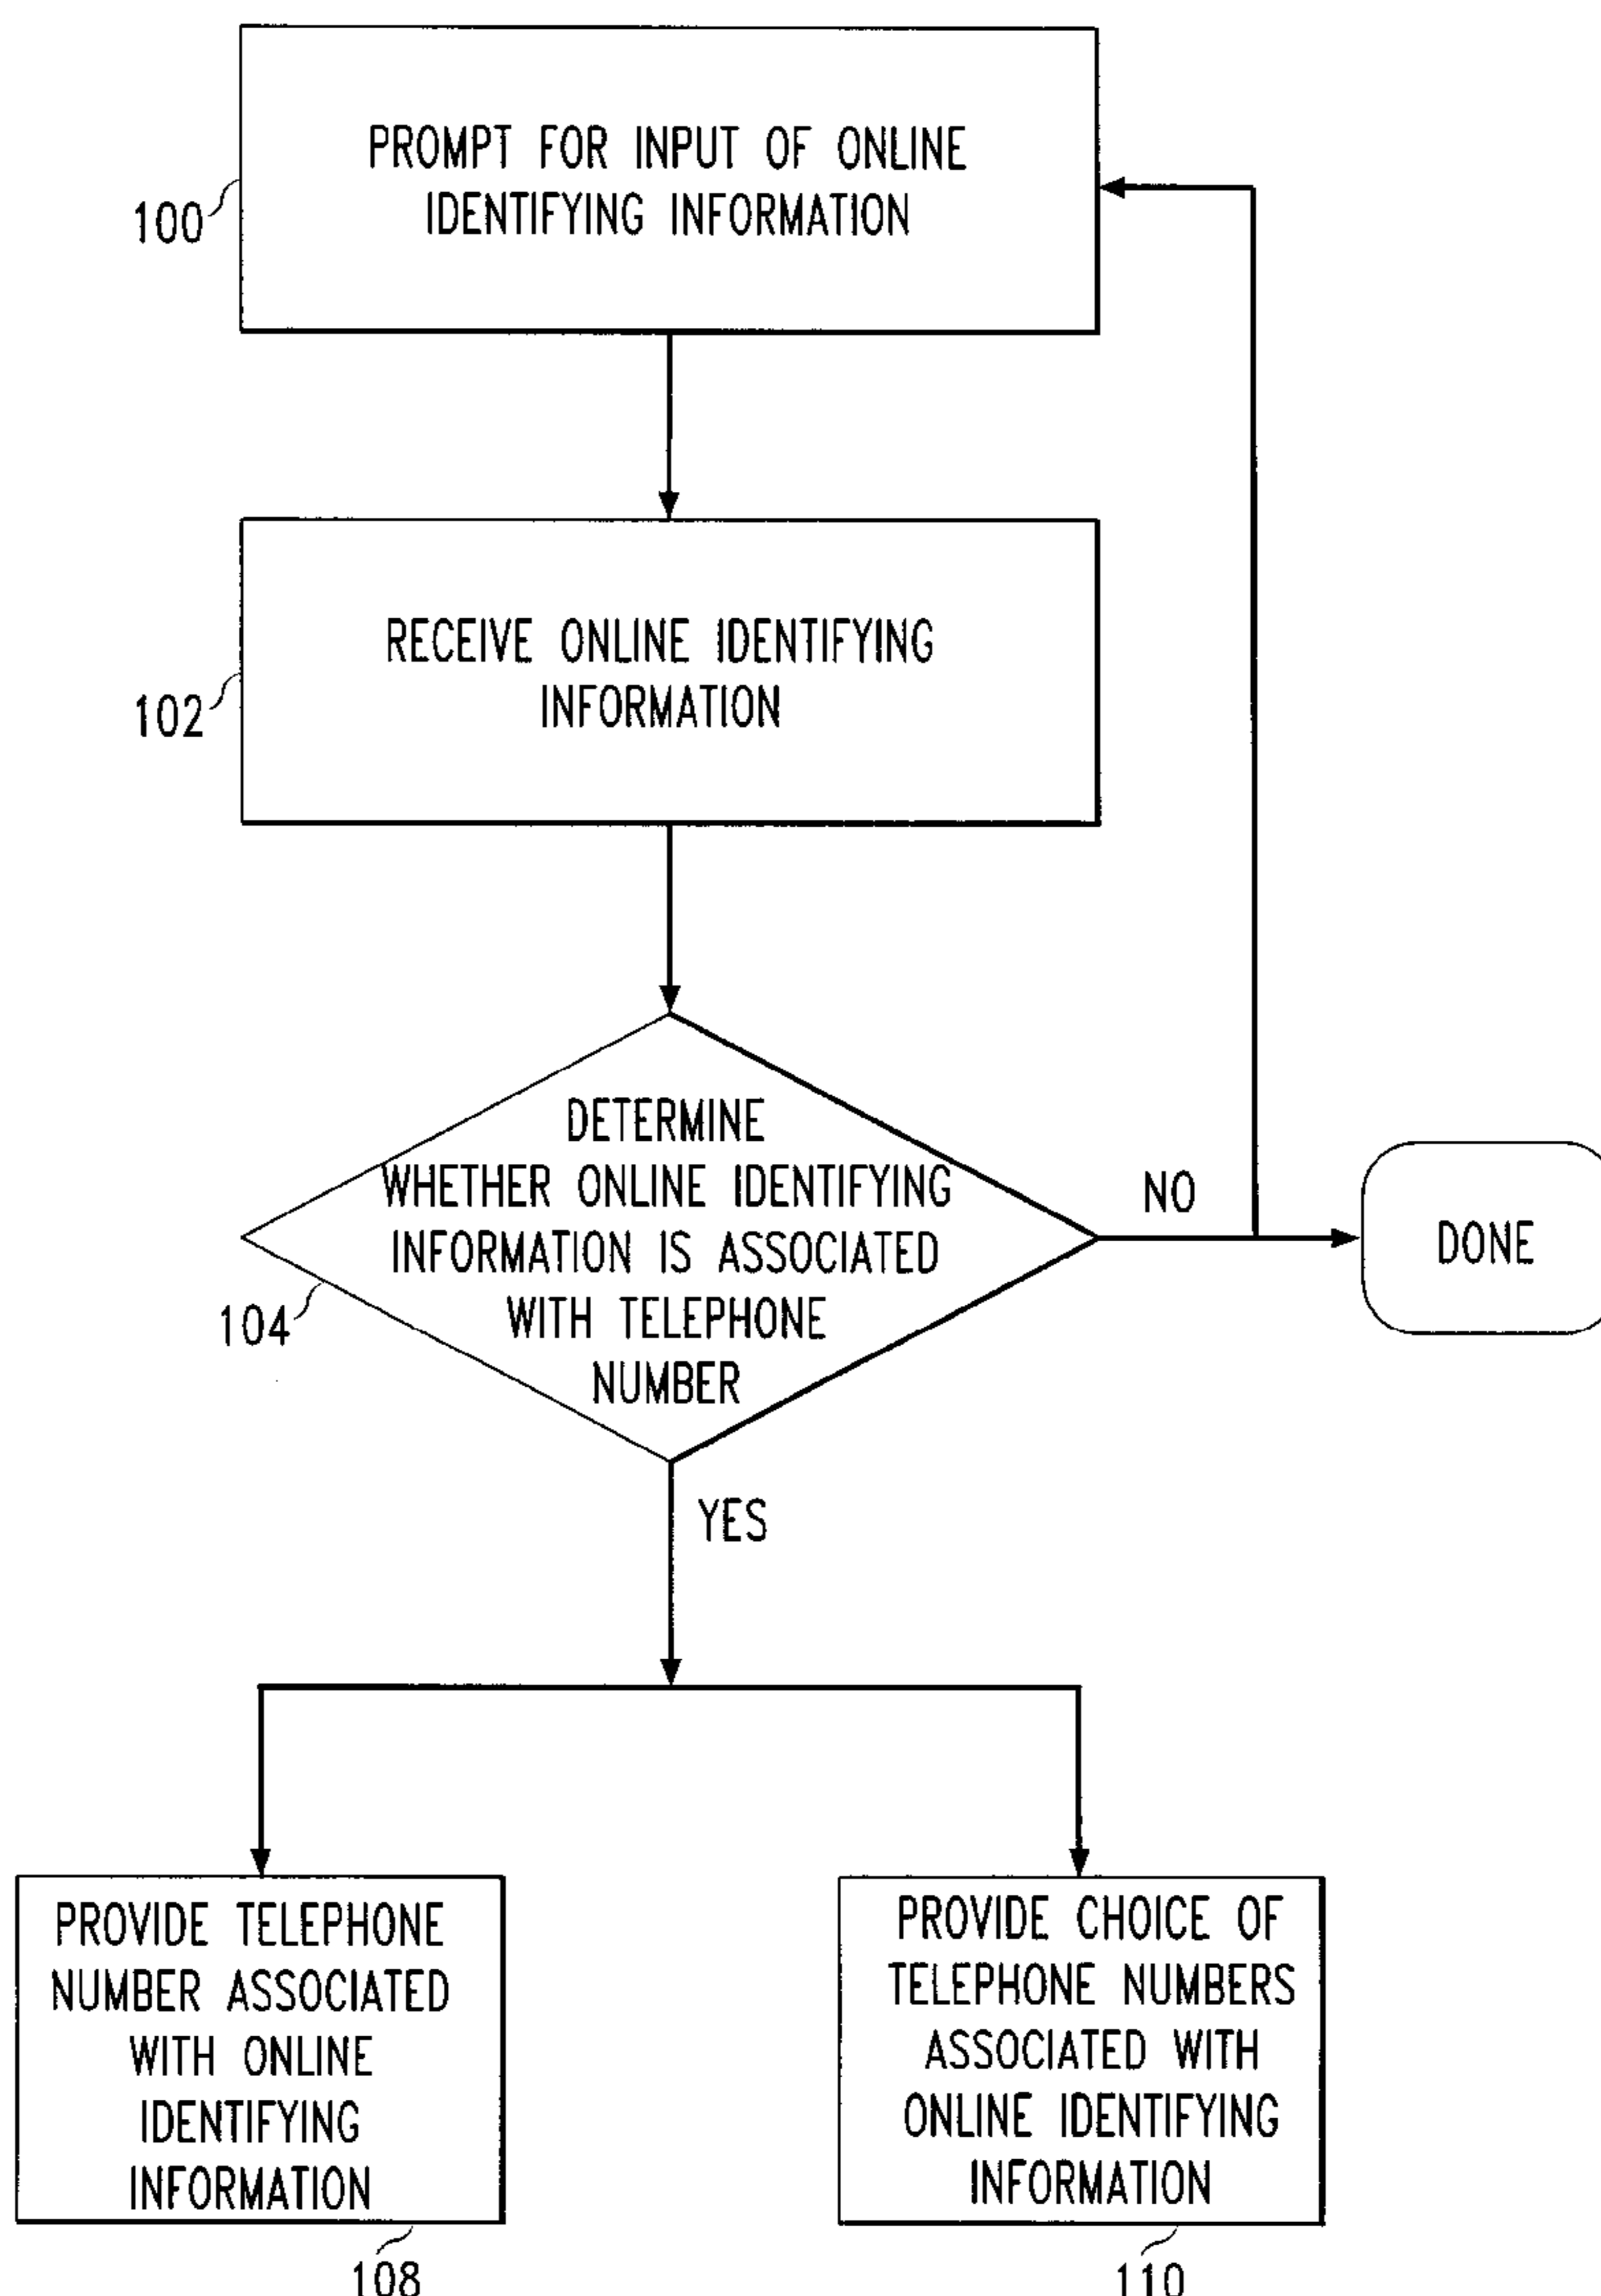 PROMPT FOR INPUT OF ONLINE
IDENTIFYING INFORMATION
100
RECEIVE ONLINE IDENTIFYING
INFORMATION
102
DETERMINE
WHETHER ONLINE IDENTIFYING
INFORMATION IS ASSOCIATED
WITH TELEPHONE
NUMBER
104
NO
DONE
YES
PROVIDE TELEPHONE
NUMBER ASSOCIATED
WITH ONLINE
IDENTIFYING
INFORMATION
108
PROVIDE CHOICE OF
TELEPHONE NUMBERS
ASSOCIATED WITH
ONLINE IDENTIFYING
INFORMATION
110